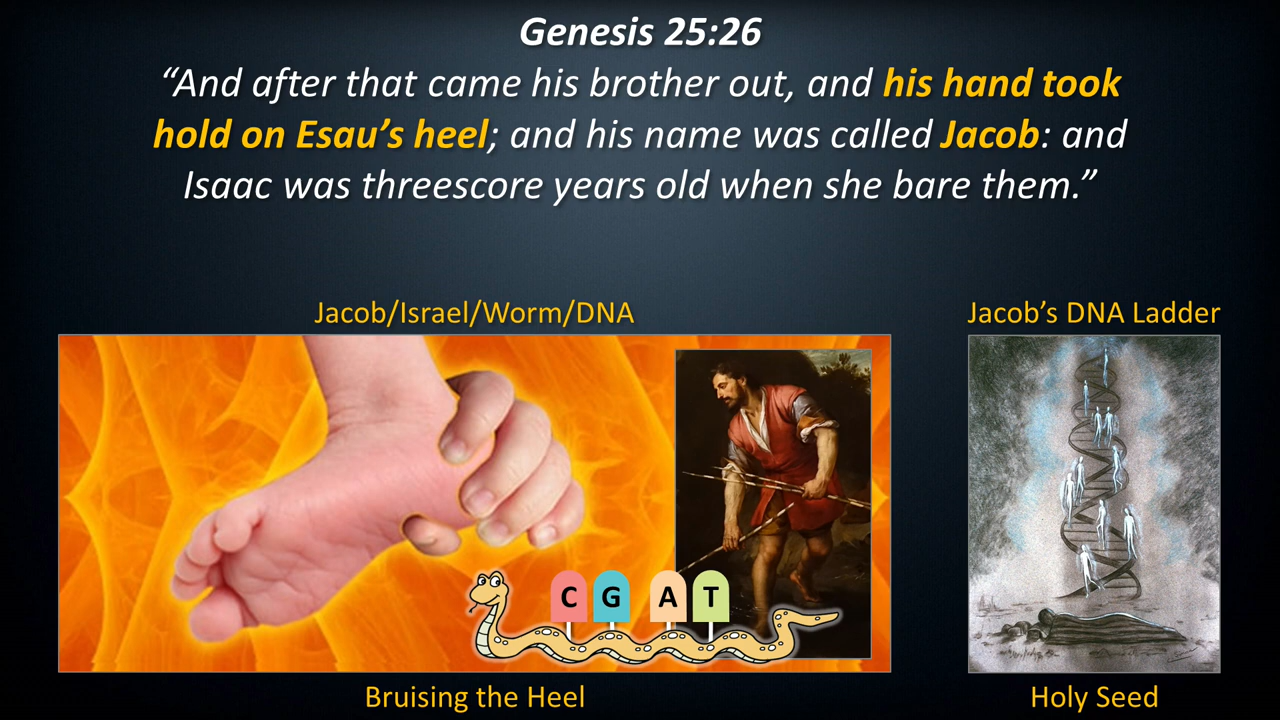 Genesis 25:26
“And after that came his brother out, and his hand took
hold on Esau’s heel; and his name was called Jacob: and
Isaac was threescore years old when she bare them.”
Jacob/Israel/Worm/DNA
Jacob’s DNA Ladder
C G A T
Bruising the Heel
Holy Seed